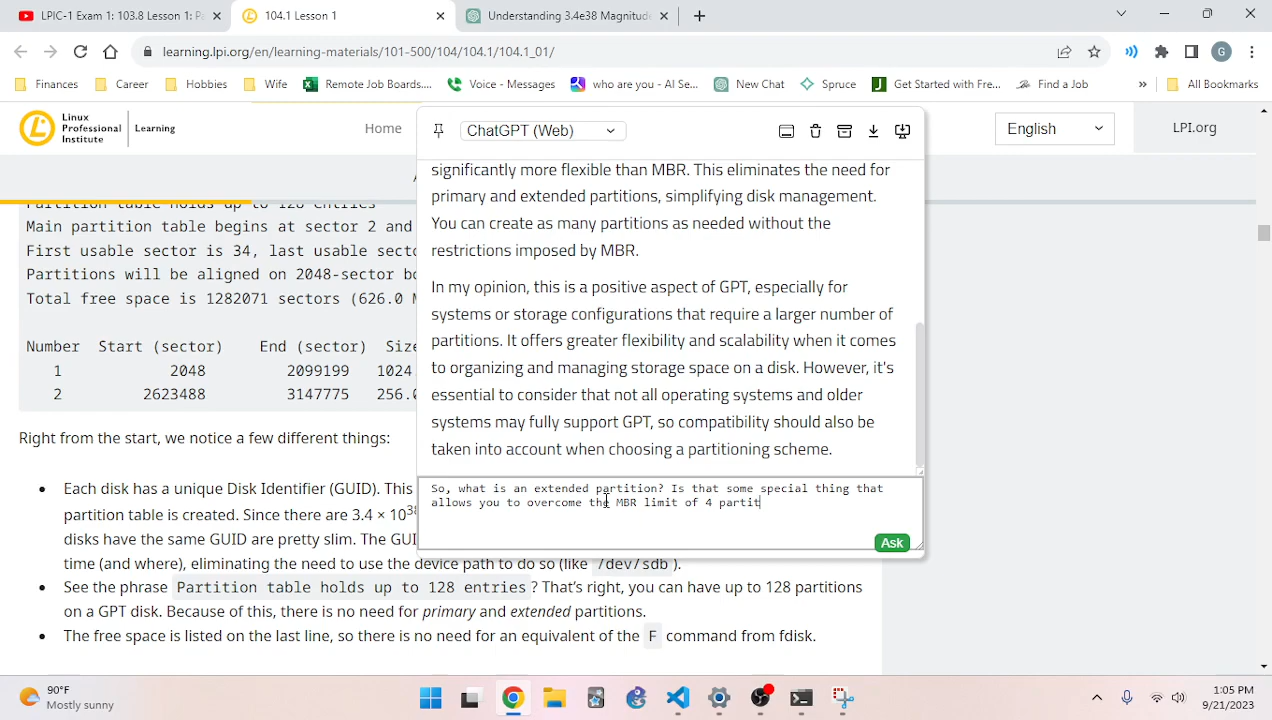 LPIC-1 Exam 1: 103.8 Lesson 1: P
104.1 Lesson 1
Understanding 3.4e38 Magnitude
learning.lpi.org/en/learning-materials/101-500/104/104.1/104.1_01/
G
Finances
Career
Hobbies
Wife
Remote Job Boards....
Voice - Messages
who are you - AI Se...
New Chat
Spruce
Get Started with Fre...
Find a Job
»
All Bookmarks
Linux
Professional
Institute
Learning
Home
English
LPI.org
ChatGPT (Web)
significantly more flexible than MBR. This eliminates the need for
primary and extended partitions, simplifying disk management.
You can create as many partitions as needed without the
restrictions imposed by MBR.
In my opinion, this is a positive aspect of GPT, especially for
systems or storage configurations that require a larger number of
partitions. It offers greater flexibility and scalability when it comes
to organizing and managing storage space on a disk. However, it's
essential to consider that not all operating systems and older
systems may fully support GPT, so compatibility should also be
taken into account when choosing a partitioning scheme.
So, what is an extended partition? Is that some special thing that
allows you to overcome the MBR limit of 4 partit
Ask
Partition table holds up to 128 entries
Main partition table begins at sector 2 and
First usable sector is 34, last usable secto
Partitions will be aligned on 2048-sector bo
Total free space is 1282071 sectors (626.0 M
Number Start (sector) End (sector) Size
1 2048 2099199 1024.
2 2623488 3147775 256.0
Right from the start, we notice a few different things:
• Each disk has a unique Disk Identifier (GUID). This
partition table is created. Since there are 3.4 × 10³⁸
disks have the same GUID are pretty slim. The GU
time (and where), eliminating the need to use the device path to do so (like /dev/sdb ).
• See the phrase Partition table holds up to 128 entries ? That's right, you can have up to 128 partitions
on a GPT disk. Because of this, there is no need for primary and extended partitions.
• The free space is listed on the last line, so there is no need for an equivalent of the F command from fdisk.
90°F
Mostly sunny
1:05 PM
9/21/2023